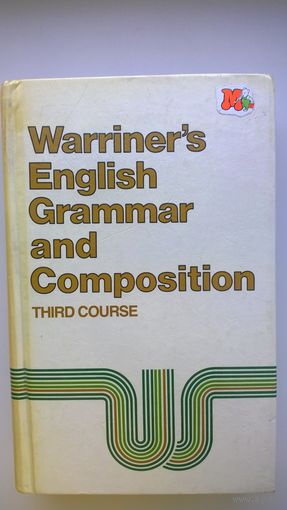 M
Warriner's
English
Grammar
and
Composition
THIRD COURSE